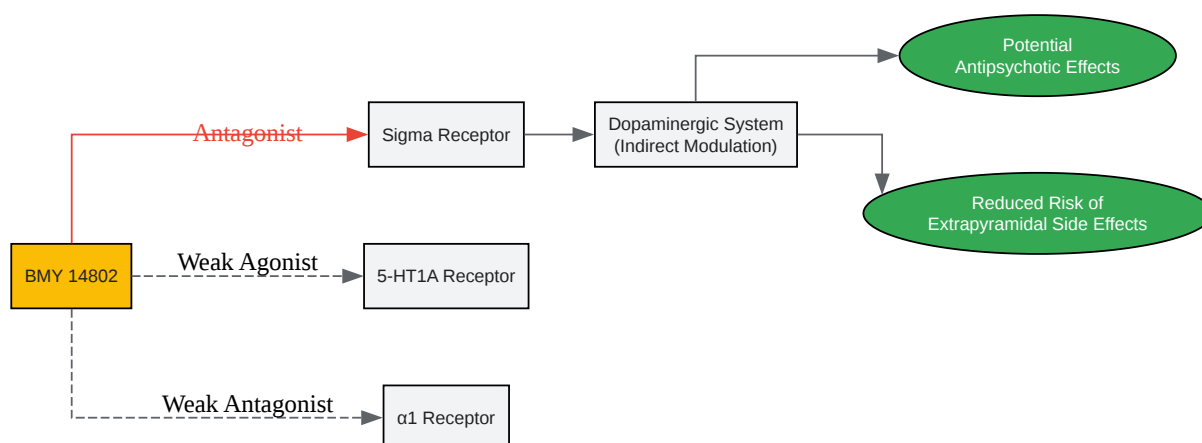 Potential
Antipsychotic Effects
Antagonist
Sigma Receptor
Dopaminergic System
(Indirect Modulation)
Reduced Risk of
Extrapyramidal Side Effects
BMY 14802
Weak Agonist
5-HT1A Receptor
Weak Antagonist
α1 Receptor